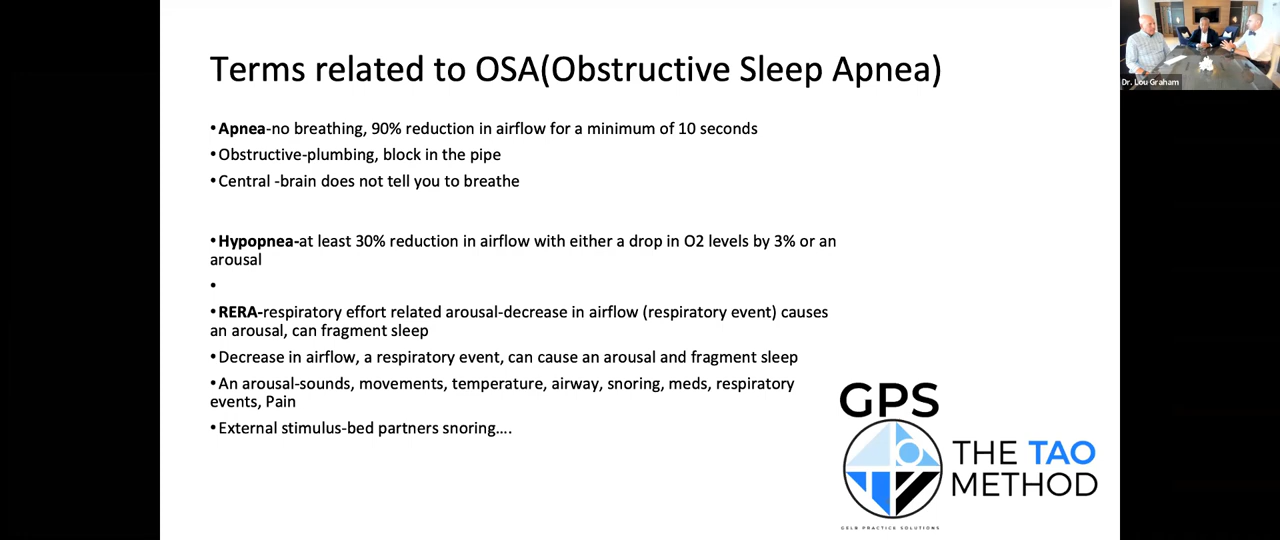 Terms related to OSA(Obstructive Sleep Apnea)
•Apnea-no breathing, 90% reduction in airflow for a minimum of 10 seconds
•Obstructive-plumbing, block in the pipe
•Central -brain does not tell you to breathe
•Hypopnea-at least 30% reduction in airflow with either a drop in O2 levels by 3% or an
arousal
•
•RERA-respiratory effort related arousal-decrease in airflow (respiratory event) causes
an arousal, can fragment sleep
•Decrease in airflow, a respiratory event, can cause an arousal and fragment sleep
•An arousal-sounds, movements, temperature, airway, snoring, meds, respiratory
events, Pain
•External stimulus-bed partners snoring....
GPS
THE TAO
METHOD
GELB PRACTICE SOLUTIONS
Dr. Lou Graham